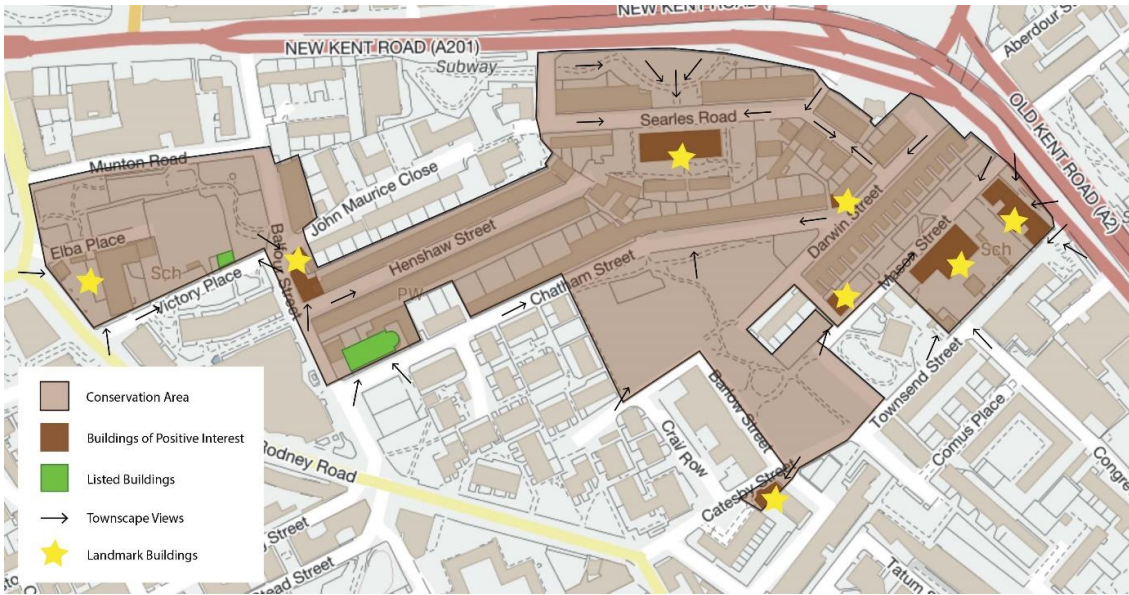 NEW KENT ROAD (
NEW KENT ROAD (A201)
Subway
Aberdour St
OLD KENT ROAD (A2)
Searles Road
Munton Road
John Maurice Close
Elba Place
Sch
Victory Place
Balfour Street
Henshaw Street
PW
Chatham Street
Darwin Street
Mason Street
Sch
Townsend Street
Comus Place
Congre
Barlow Street
Crail Row
Catesby Street
Rodney Road
Street
stead Street
Tatum S
Conservation Area
Buildings of Positive Interest
Listed Buildings
Townscape Views
Landmark Buildings